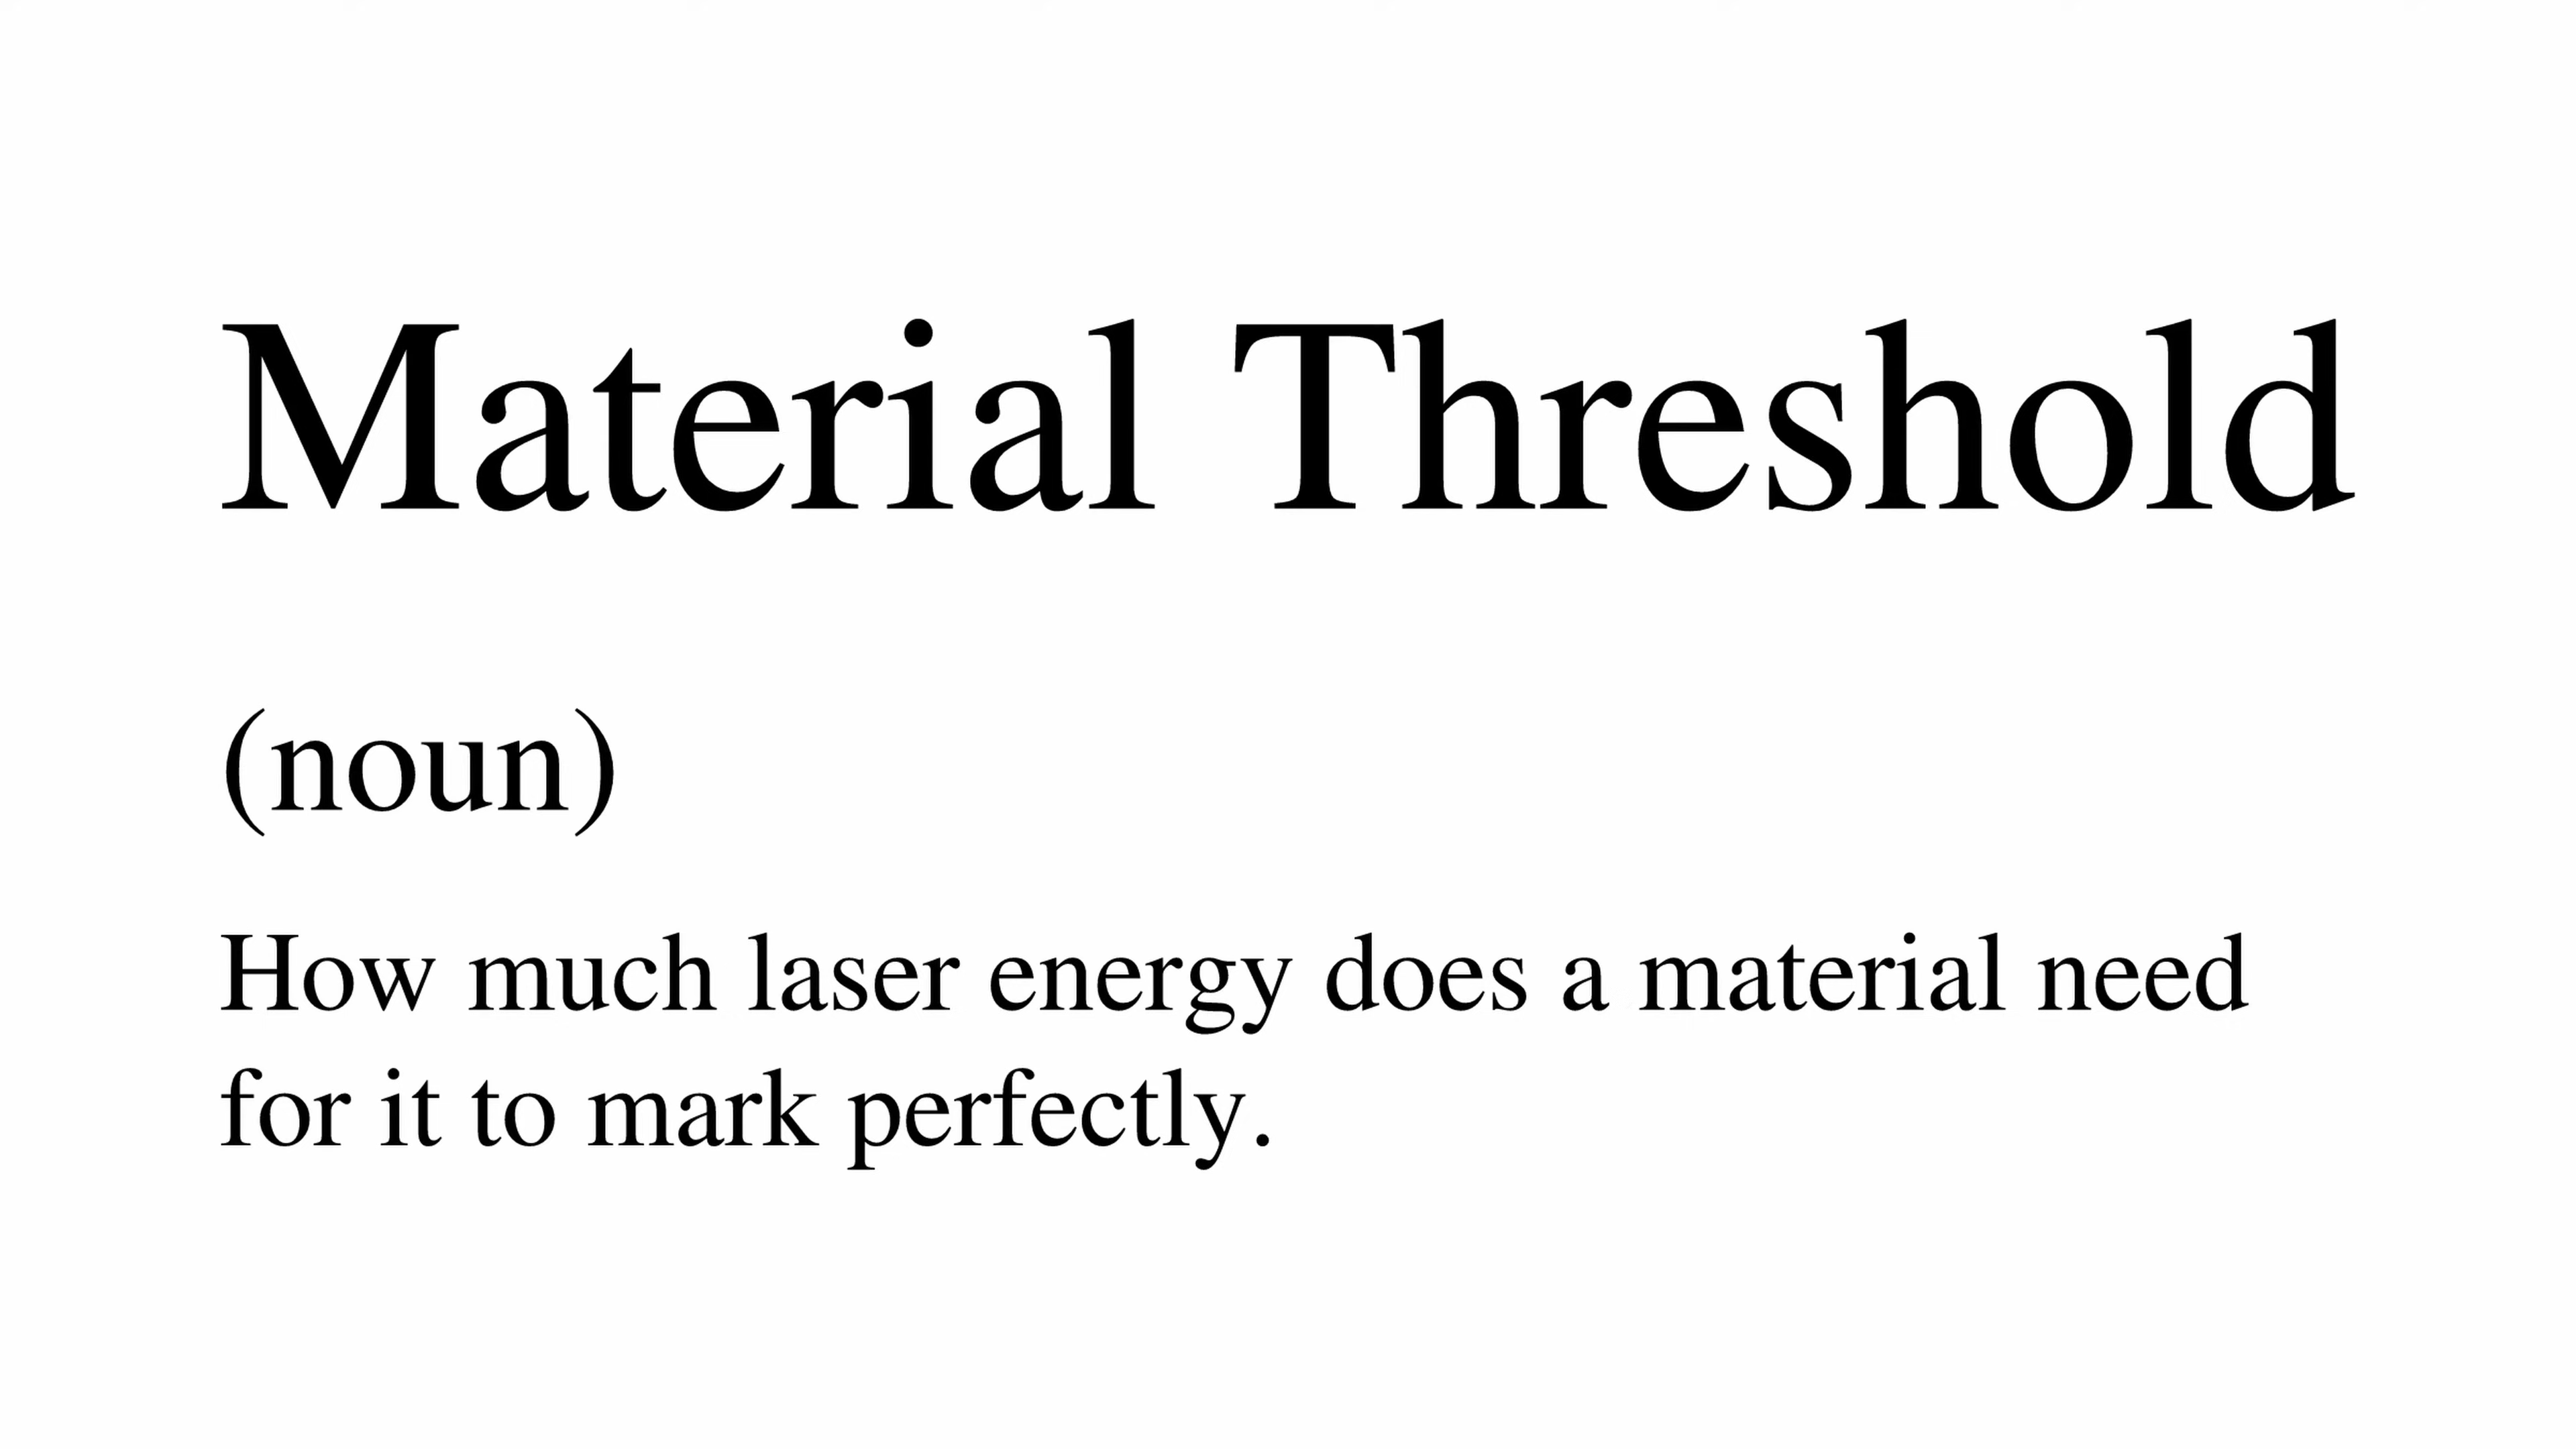 Material Threshold
(noun)
How much laser energy does a material need
for it to mark perfectly.